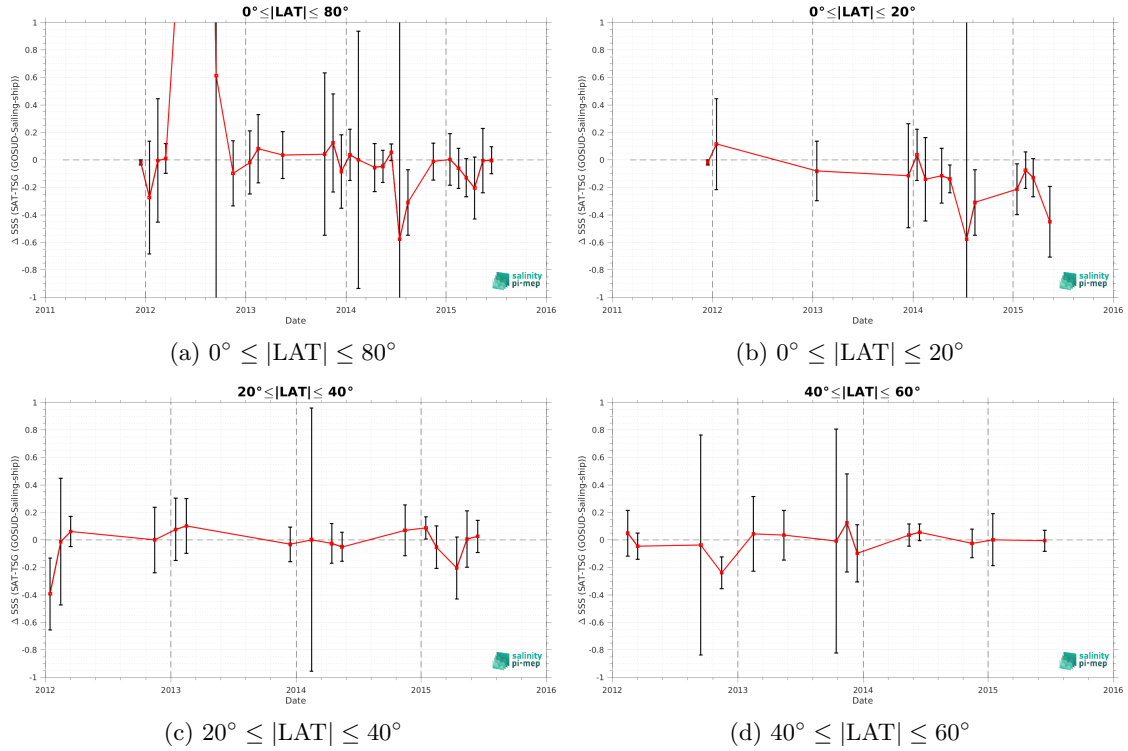 0°≤|LAT|≤ 80°
Δ SSS (SAT-TSG (GOSUD-Sailing-ship))
1
0.8
0.6
0.4
0.2
0
-0.2
-0.4
-0.6
-0.8
-1
2011
2012
2013
2014
2015
2016
Date
salinity
pi-mep
(a) 0° ≤ |LAT| ≤ 80°
0°≤|LAT|≤ 20°
Δ SSS (SAT-TSG (GOSUD-Sailing-ship))
1
0.8
0.6
0.4
0.2
0
-0.2
-0.4
-0.6
-0.8
-1
2011
2012
2013
2014
2015
2016
Date
salinity
pi-mep
(b) 0° ≤ |LAT| ≤ 20°
20°≤|LAT|≤ 40°
Δ SSS (SAT-TSG (GOSUD-Sailing-ship))
1
0.8
0.6
0.4
0.2
0
-0.2
-0.4
-0.6
-0.8
-1
2012
2013
2014
2015
2016
Date
salinity
pi-mep
(c) 20° ≤ |LAT| ≤ 40°
40°≤|LAT|≤ 60°
Δ SSS (SAT-TSG (GOSUD-Sailing-ship))
1
0.8
0.6
0.4
0.2
0
-0.2
-0.4
-0.6
-0.8
-1
2012
2013
2014
2015
2016
Date
salinity
pi-mep
(d) 40° ≤ |LAT| ≤ 60°